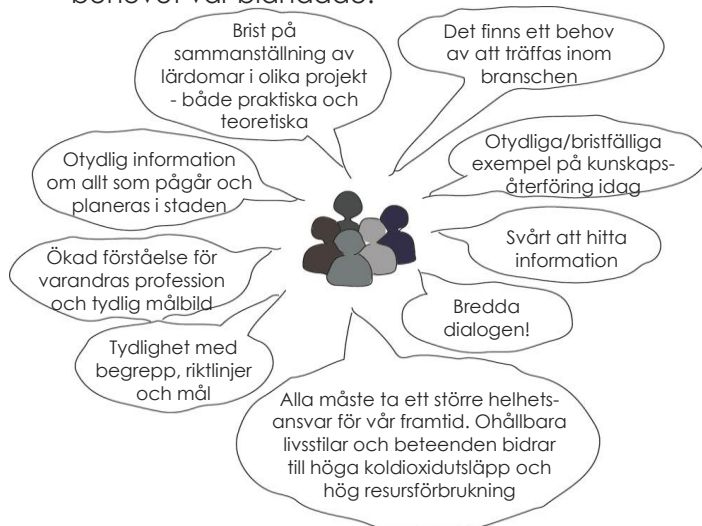 behovet var blandade:
Brist på
sammanställning av
lärdomar i olika projekt
- både praktiska och
teoretiska
Det finns ett behov
av att träffas inom
branschen
Otydlig information
om allt som pågår och
planeras i staden
Otydliga/bristfälliga
exempel på kunskaps-
återföring idag
Ökad förståelse för
varandras profession
och tydlig målbild
Svårt att hitta
information
Bredda
dialogen!
Tydlighet med
begrepp, riktlinjer
och mål
Alla måste ta ett större helhets-
ansvar för vår framtid. Ohållbara
livsstilar och beteenden bidrar
till höga koldioxidutsläpp och
hög resursförbrukning